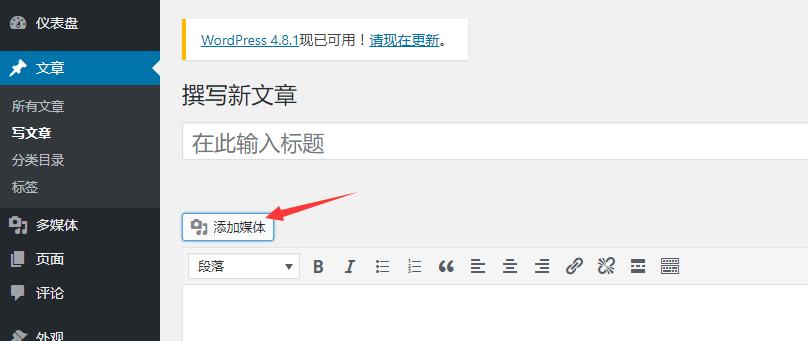 仪表盘
文章
所有文章
写文章
分类目录
标签
多媒体
页面
评论
外观
WordPress 4.8.1现已可用！请现在更新。
撰写新文章
在此输入标题
添加媒体
段落
B I